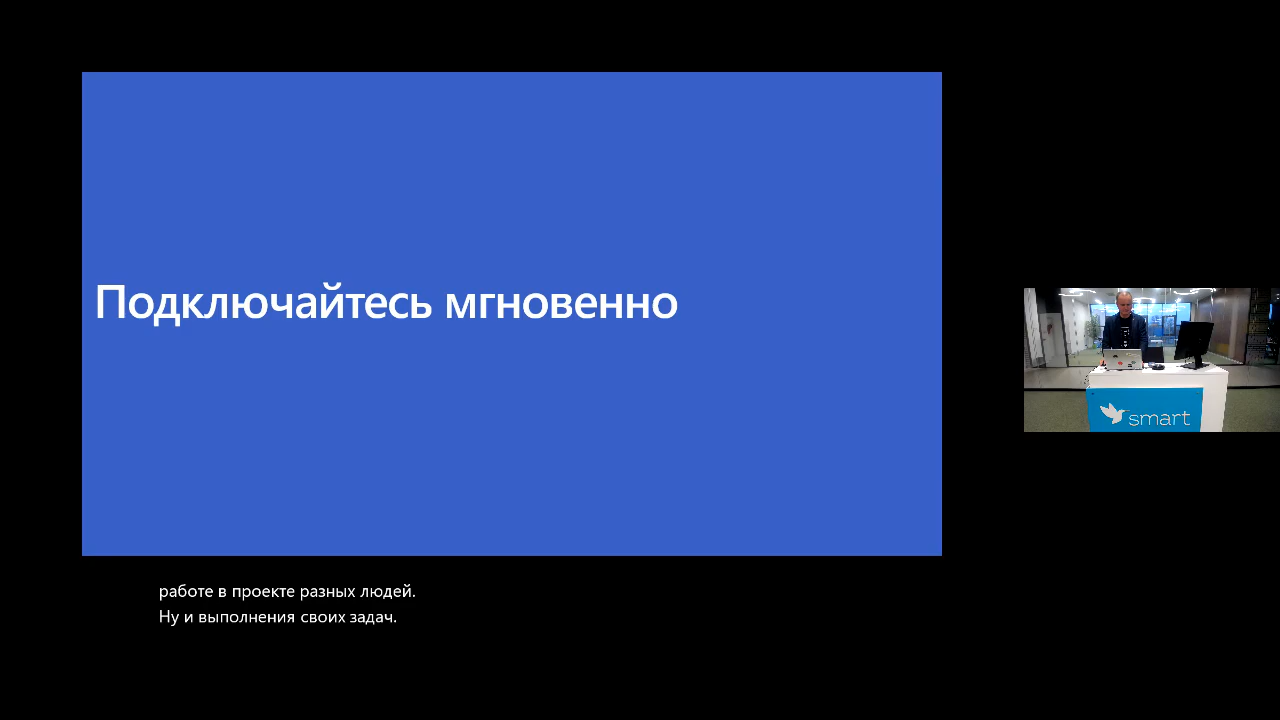 Подключайтесь мгновенно
smart
работе в проекте разных людей.
Ну и выполнения своих задач.